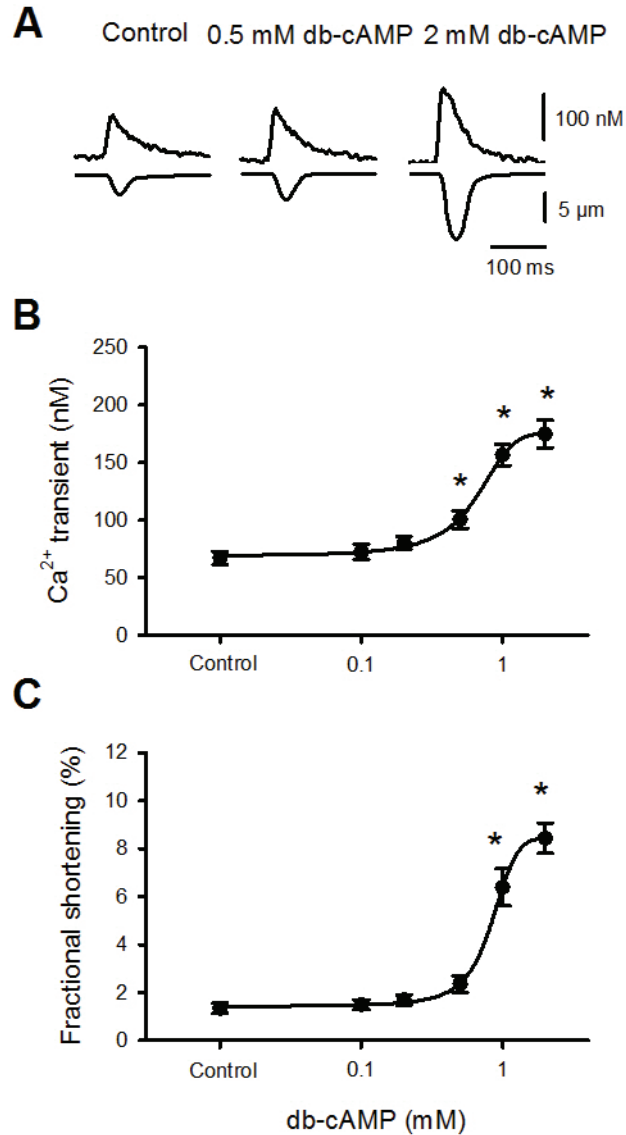 A
Control 0.5 mM db-cAMP 2 mM db-cAMP
100 nM
5 µm
100 ms
B
250
200
150
100
50
0
Ca2+ transient (nM)
* * *
Control 0.1 1
C
12
10
8
6
4
2
0
Fractional shortening (%)
* *
Control 0.1 1
db-cAMP (mM)